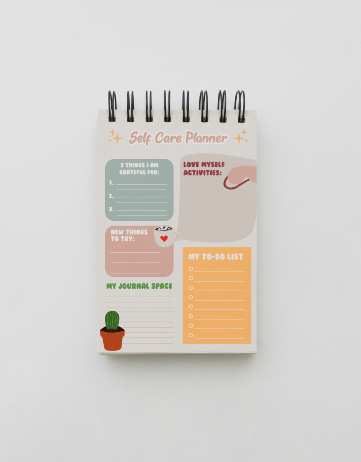 Self Care Planner
3 THINGS I AM
GRATEFUL FOR:
1.
2.
3.
LOVE MYSELF
ACTIVITIES:
NEW THINGS
TO TRY:
MY TO-DO LIST
MY JOURNAL SPACE